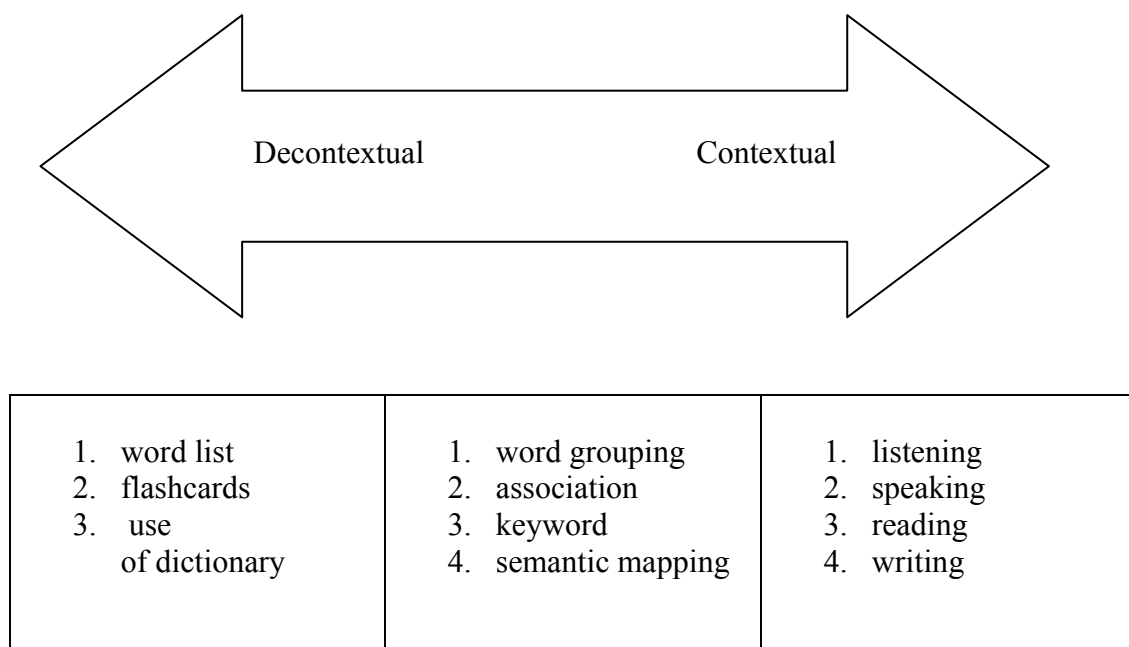 Decontextual
Contextual
1. word list
2. flashcards
3. use
of dictionary
1. word grouping
2. association
3. keyword
4. semantic mapping
1. listening
2. speaking
3. reading
4. writing